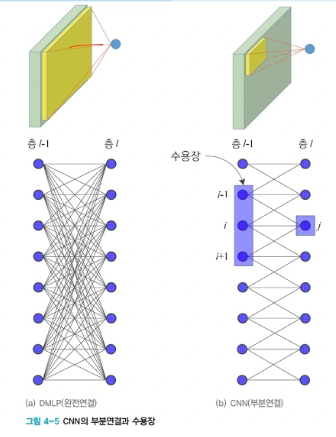 층 l-1
층 l
층 l-1
층 l
수용장
i-1
i
i+1
j
(a) DMLP(완전연결)
(b) CNN(부분연결)
그림 4-5 CNN의 부분연결과 수용장